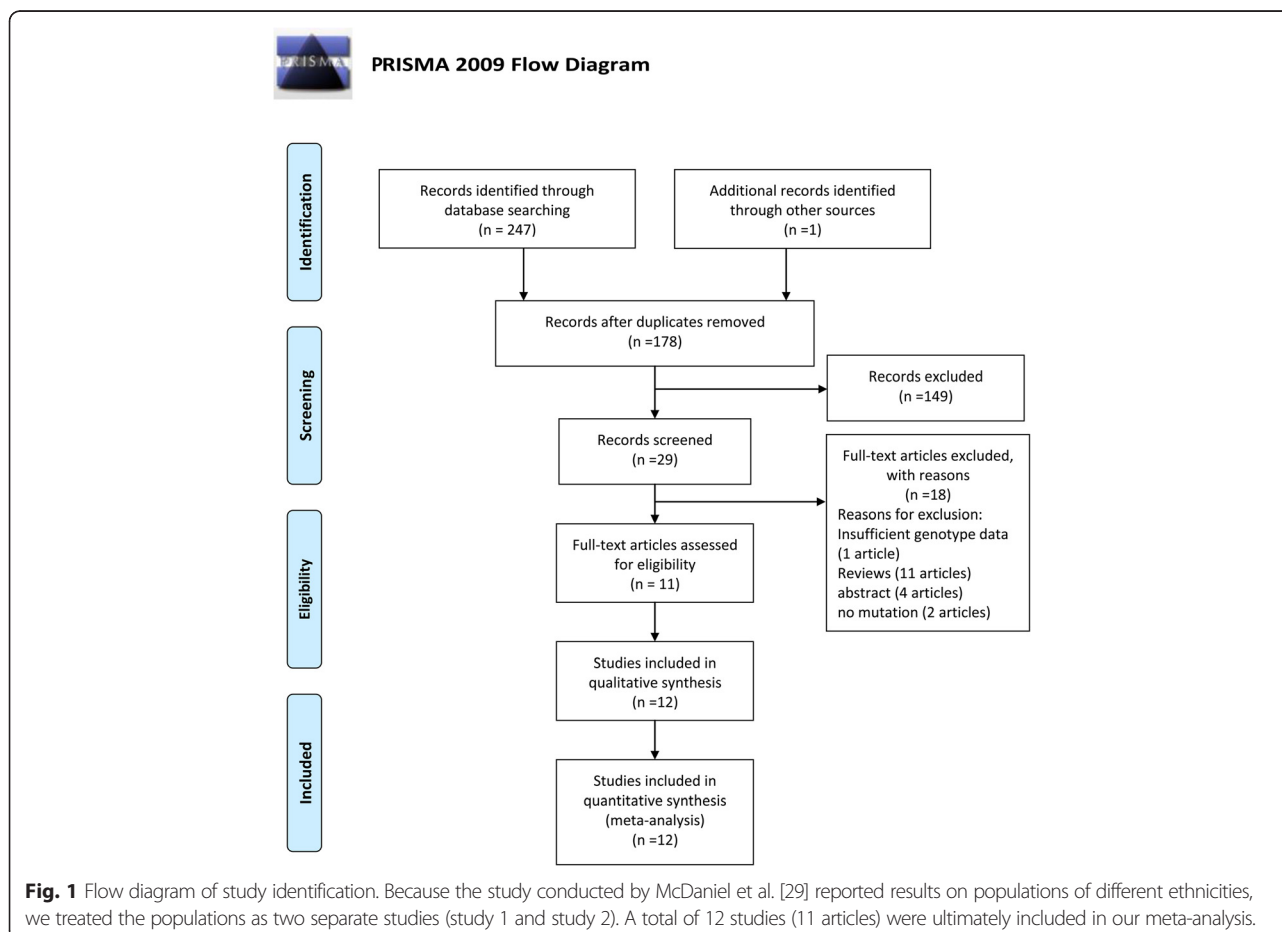 PRISMA
PRISMA 2009 Flow Diagram
Identification
Records identified through
database searching
(n = 247)
Additional records identified
through other sources
(n =1)
Records after duplicates removed
(n =178)
Screening
Records excluded
(n =149)
Records screened
(n =29)
Full-text articles excluded,
with reasons
(n =18)
Reasons for exclusion:
Insufficient genotype data
(1 article)
Reviews (11 articles)
abstract (4 articles)
no mutation (2 articles)
Eligibility
Full-text articles assessed
for eligibility
(n = 11)
Studies included in
qualitative synthesis
(n =12)
Included
Studies included in
quantitative synthesis
(meta-analysis)
(n =12)
Fig. 1 Flow diagram of study identification. Because the study conducted by McDaniel et al. [29] reported results on populations of different ethnicities,
we treated the populations as two separate studies (study 1 and study 2). A total of 12 studies (11 articles) were ultimately included in our meta-analysis.